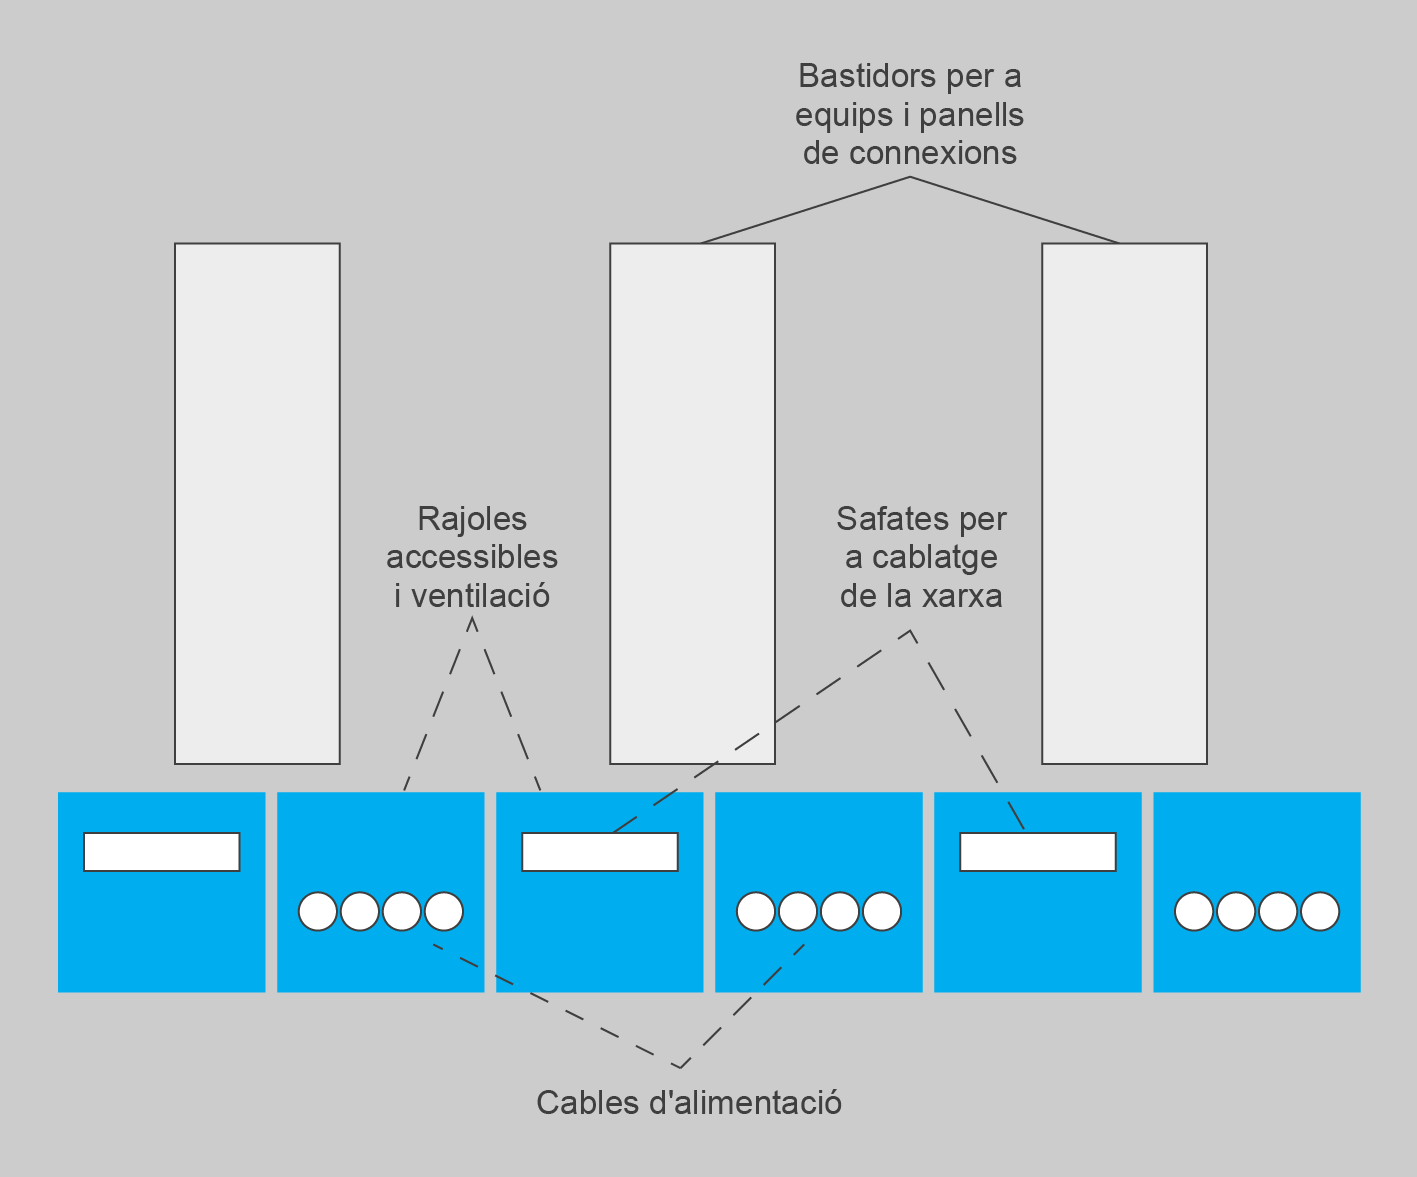 Bastidors per a
equips i panells
de connexions
Rajoles
accessibles
i ventilació
Safates per
a cablatge
de la xarxa
Cables d'alimentació